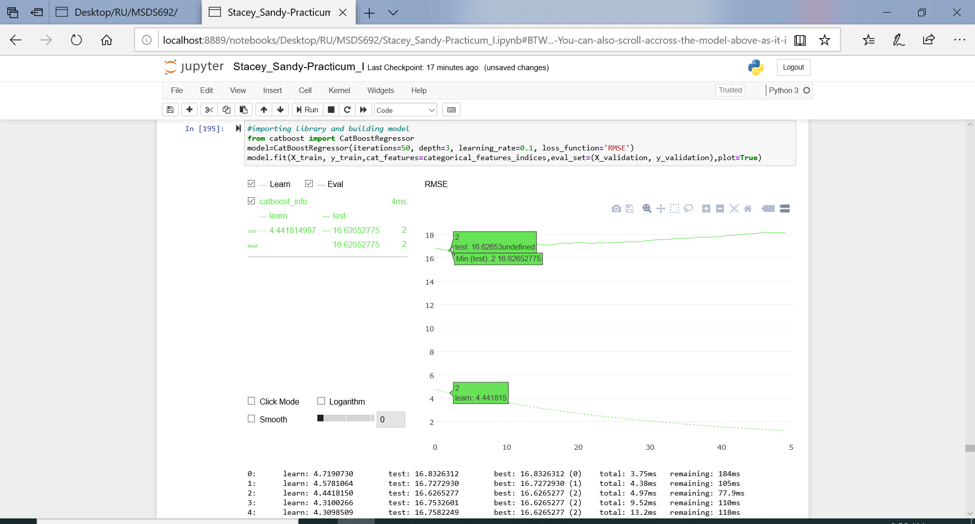 Desktop/RU/MSDS692/
Stacey_Sandy-Practicum
localhost:8889/notebooks/Desktop/RU/MSDS692/Stacey_Sandy-Practicum_I.ipynb#BTW...-You-can-also-scroll-accross-the-model-above-as-it-i
jupyter Stacey_Sandy-Practicum_I Last Checkpoint: 17 minutes ago (unsaved changes)
Logout
File Edit View Insert Cell Kernel Widgets Help
Trusted
Python 3
Run
Code
In [195]:
#importing library and building model
from catboost import CatBoostRegressor
model=CatBoostRegressor(iterations=50, depth=3, learning_rate=0.1, loss_function='RMSE')
model.fit(X_train, y_train,cat_features=categorical_features_indices,eval_set=(X_validation, y_validation),plot=True)
Learn Eval
RMSE
catboost_info 4ms
learn test
curr 4.441814997 16.62652775 2
best 16.62652775 2
18
2
test: 16.62653undefined
Min (test): 2 16.62652775
16
14
12
10
8
6
2
learn: 4.441815
4
2
0 10 20 30 40 5
Click Mode Logarithm
Smooth 0
0: learn: 4.7190730 test: 16.8326312 best: 16.8326312 (0) total: 3.75ms remaining: 184ms
1: learn: 4.5781064 test: 16.7272930 best: 16.7272930 (1) total: 4.38ms remaining: 105ms
2: learn: 4.4418150 test: 16.6265277 best: 16.6265277 (2) total: 4.97ms remaining: 77.9ms
3: learn: 4.3100266 test: 16.7532601 best: 16.6265277 (2) total: 9.52ms remaining: 110ms
4: learn: 4.3098509 test: 16.7582249 best: 16.6265277 (2) total: 13.2ms remaining: 118ms